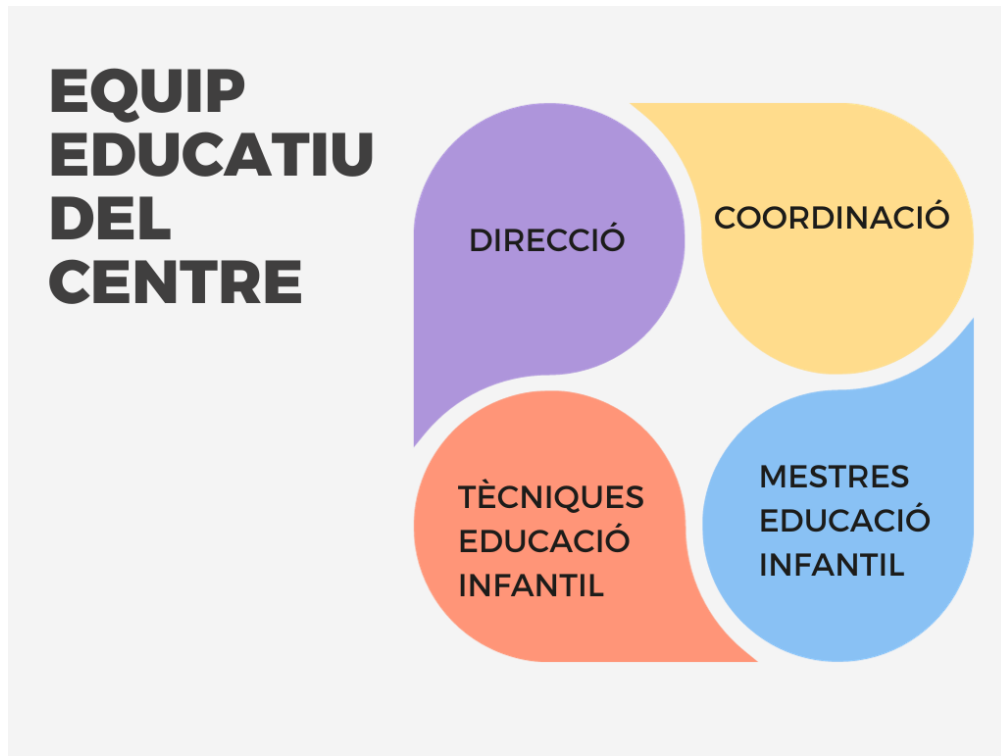 EQUIP
EDUCATIU
DEL
CENTRE
DIRECCIÓ
COORDINACIÓ
TÈCNIQUES
EDUCACIÓ
INFANTIL
MESTRES
EDUCACIÓ
INFANTIL